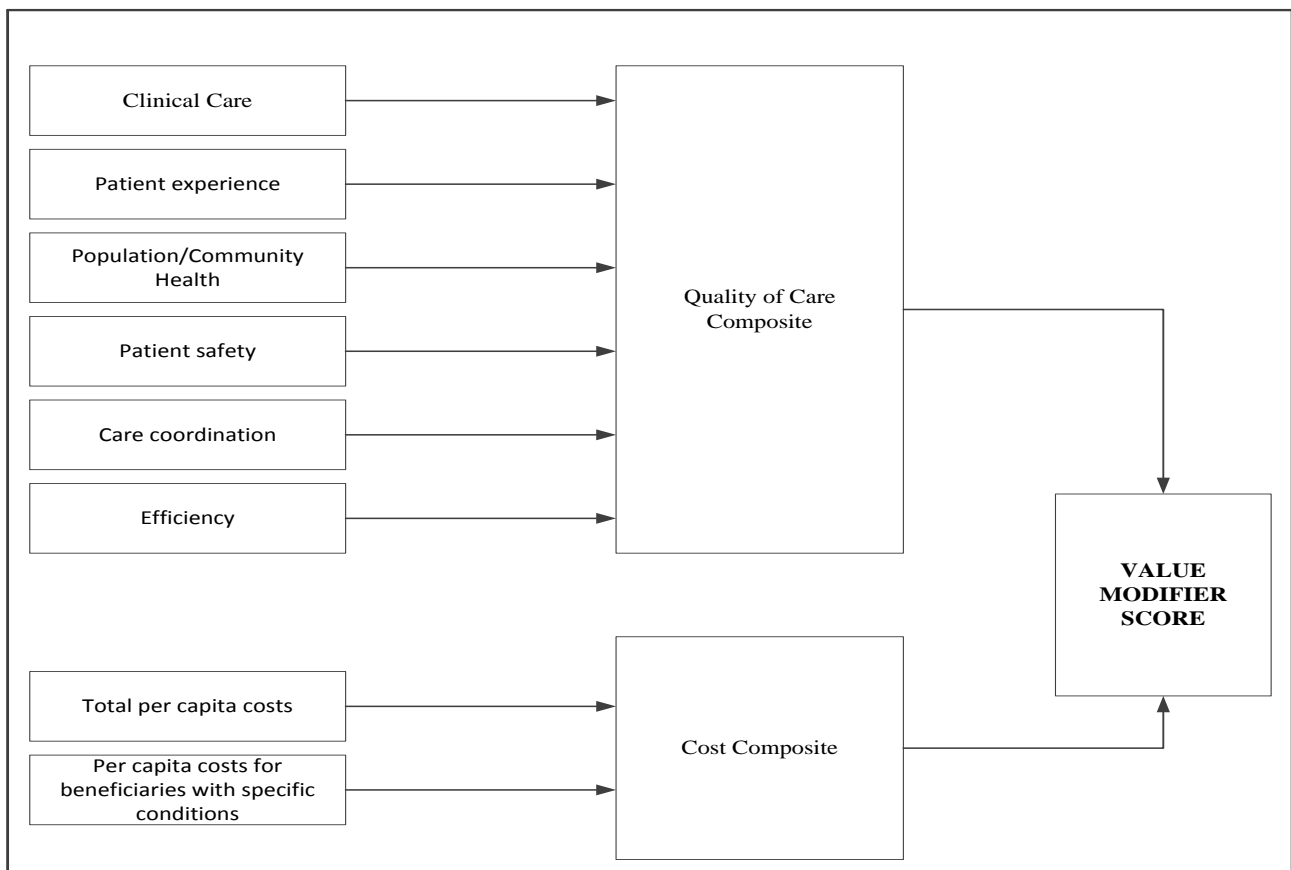 Clinical Care
Patient experience
Population/Community
Health
Patient safety
Care coordination
Efficiency
Quality of Care
Composite
VALUE
MODIFIER
SCORE
Total per capita costs
Per capita costs for
beneficiaries with specific
conditions
Cost Composite